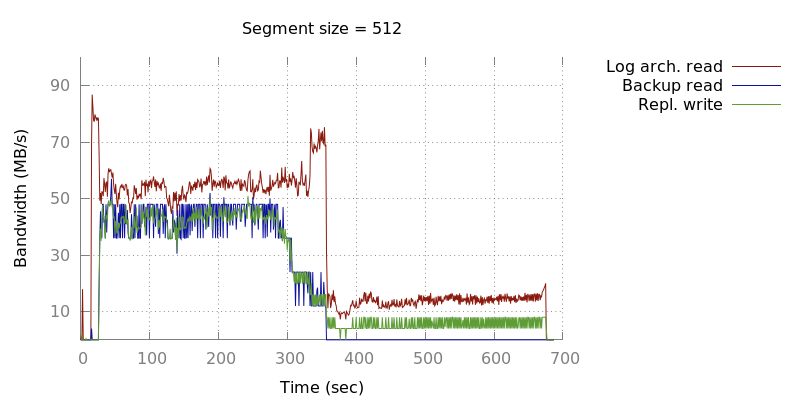 Segment size = 512
Log arch. read
Backup read
Repl. write
Bandwidth (MB/s)
90
70
50
30
10
0 100 200 300 400 500 600 700
Time (sec)